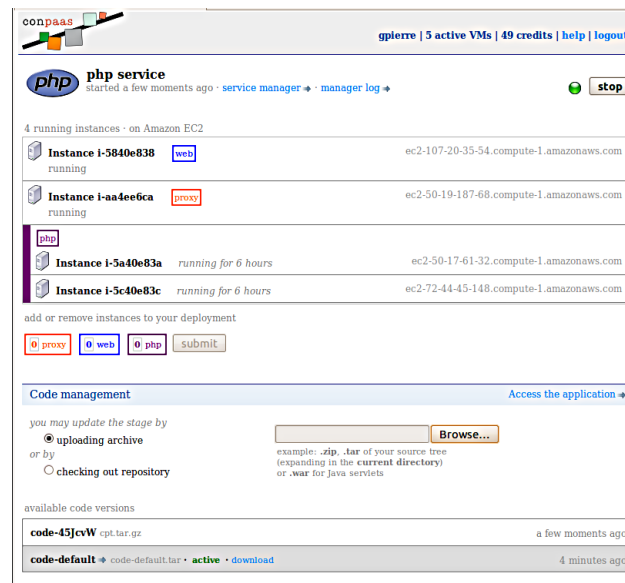 conpaas
gpierre | 5 active VMs | 49 credits | help | logout
php
php service
started a few moments ago · service manager · manager log
stop
4 running instances · on Amazon EC2
Instance i-5840e838 web ec2-107-20-35-54.compute-1.amazonaws.com
running
Instance i-aa4ee6ca proxy ec2-50-19-187-68.compute-1.amazonaws.com
running
php
Instance i-5a40e83a running for 6 hours ec2-50-17-61-32.compute-1.amazonaws.com
Instance i-5c40e83c running for 6 hours ec2-72-44-45-148.compute-1.amazonaws.com
add or remove instances to your deployment
0 proxy 0 web 0 php submit
Code management Access the application
you may update the stage by
uploading archive Browse...
or by
checking out repository
example: .zip, .tar of your source tree
(expanding in the current directory)
or .war for Java servlets
available code versions
code-45JcvW cpt.tar.gz a few moments ago
code-default code-default.tar · active · download 4 minutes ago